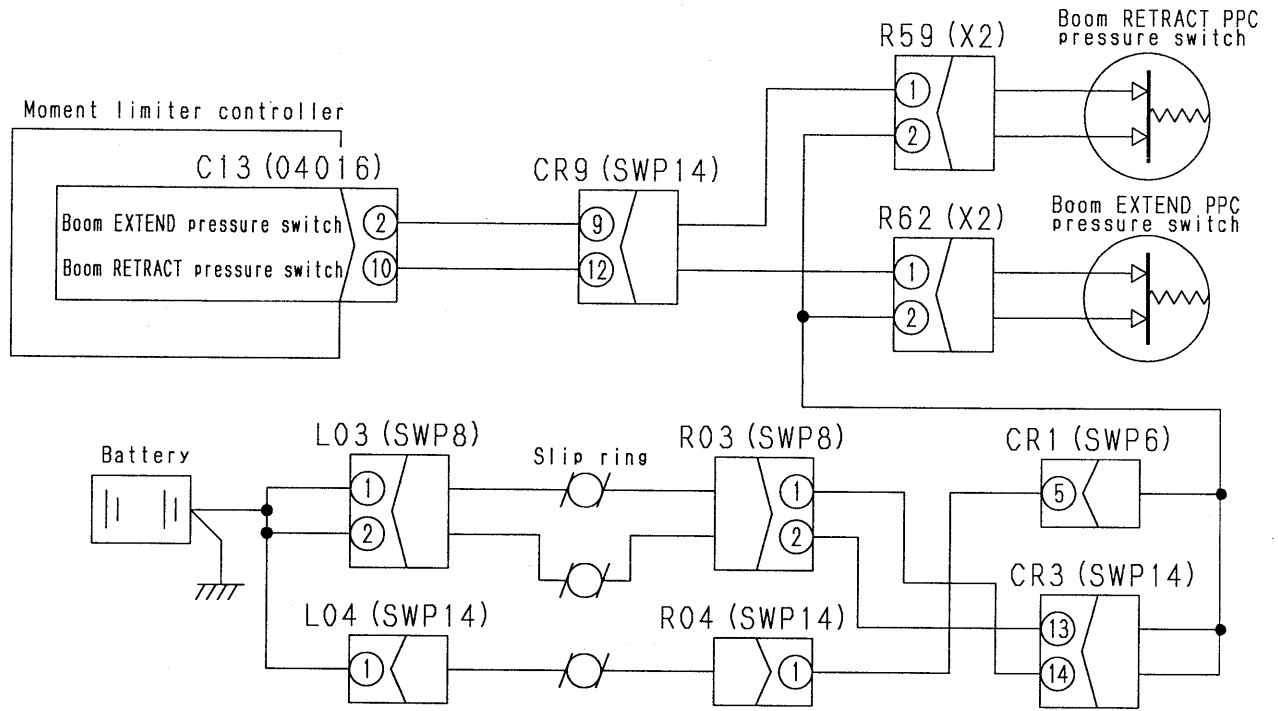 Boom RETRACT PPC
pressure switch
R59 (X2)
1
2
Moment limiter controller
C13 (04016)
CR9 (SWP14)
Boom EXTEND pressure switch
2
9
Boom RETRACT pressure switch
10
12
Boom EXTEND PPC
pressure switch
R62 (X2)
1
2
Battery
L03 (SWP8)
1
2
Slip ring
R03 (SWP8)
1
2
CR1 (SWP6)
5
L04 (SWP14)
1
R04 (SWP14)
1
CR3 (SWP14)
13
14